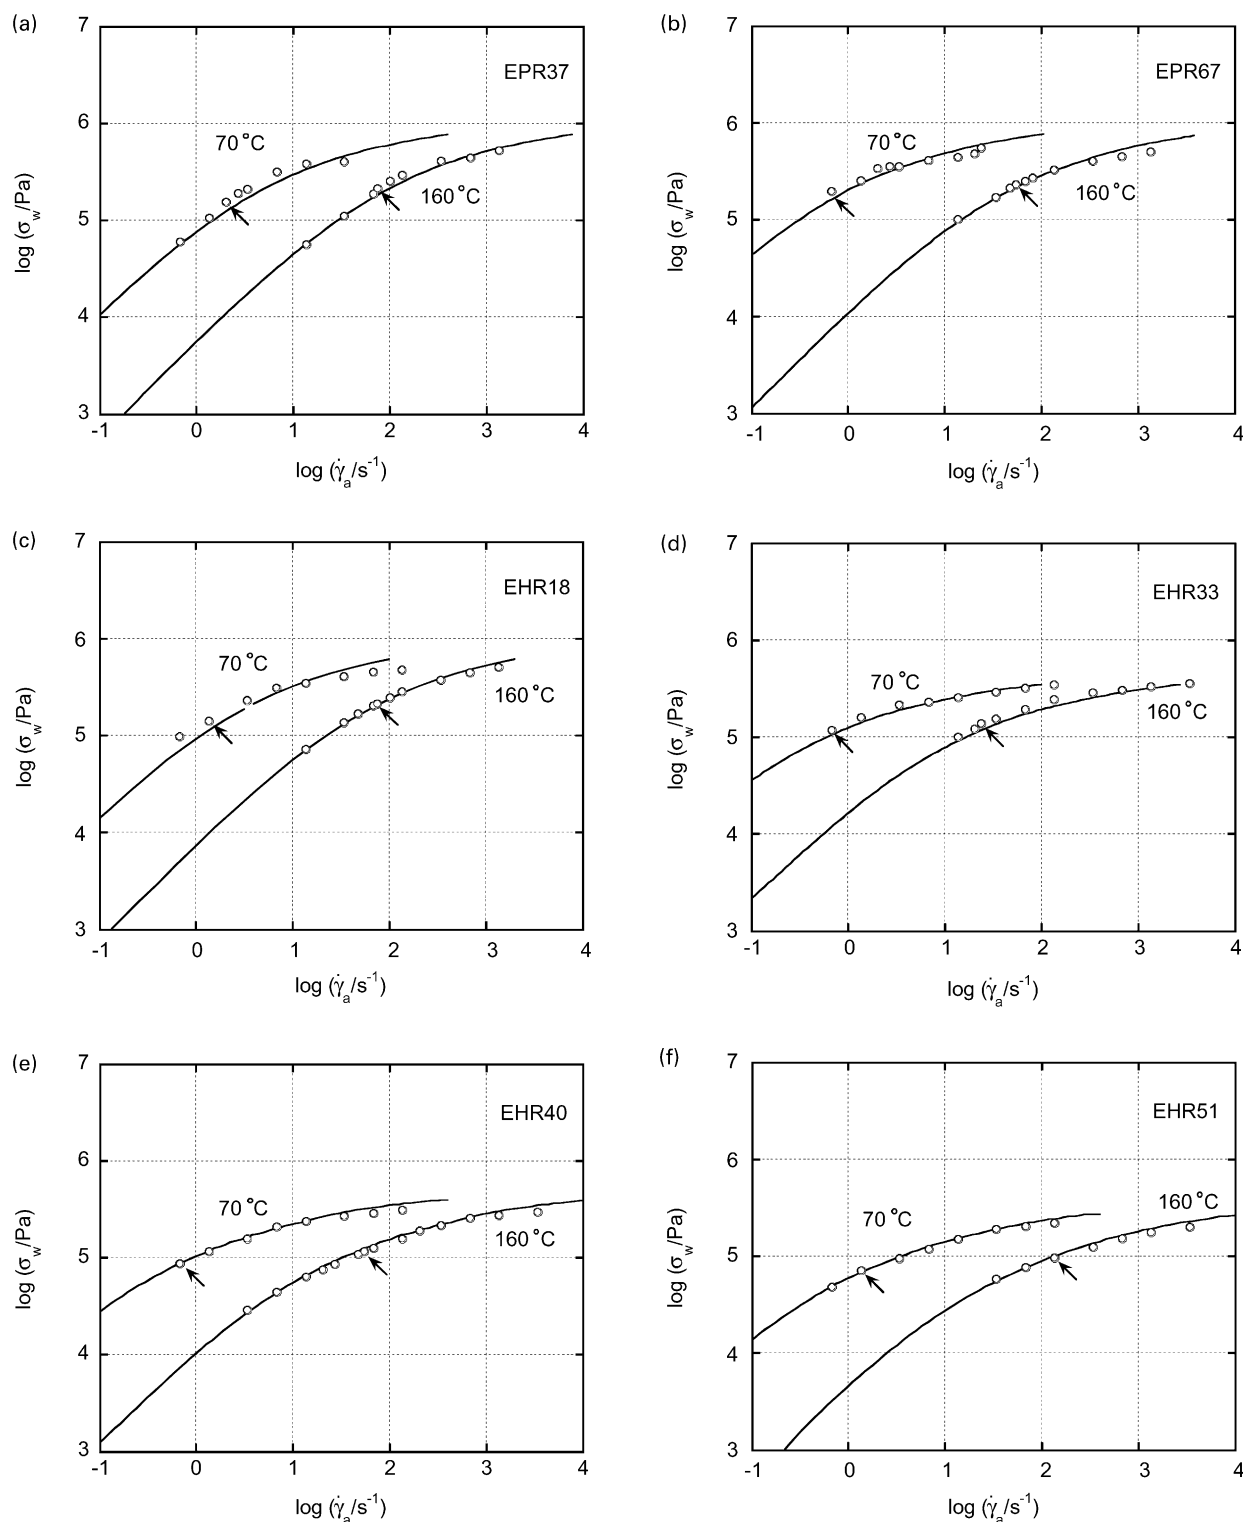 (a)
7
6
5
4
3
EPR37
70 °C
160 °C
-1 0 1 2 3 4
log (σw/Pa)
log (γ̇a/s-1)
(b)
7
6
5
4
3
EPR67
70 °C
160 °C
-1 0 1 2 3 4
log (σw/Pa)
log (γ̇a/s-1)
(c)
7
6
5
4
3
EHR18
70 °C
160 °C
-1 0 1 2 3 4
log (σw/Pa)
log (γ̇a/s-1)
(d)
7
6
5
4
3
EHR33
70 °C
160 °C
-1 0 1 2 3 4
log (σw/Pa)
log (γ̇a/s-1)
(e)
7
6
5
4
3
EHR40
70 °C
160 °C
-1 0 1 2 3 4
log (σw/Pa)
log (γ̇a/s-1)
(f)
7
6
5
4
3
EHR51
70 °C
160 °C
-1 0 1 2 3 4
log (σw/Pa)
log (γ̇a/s-1)